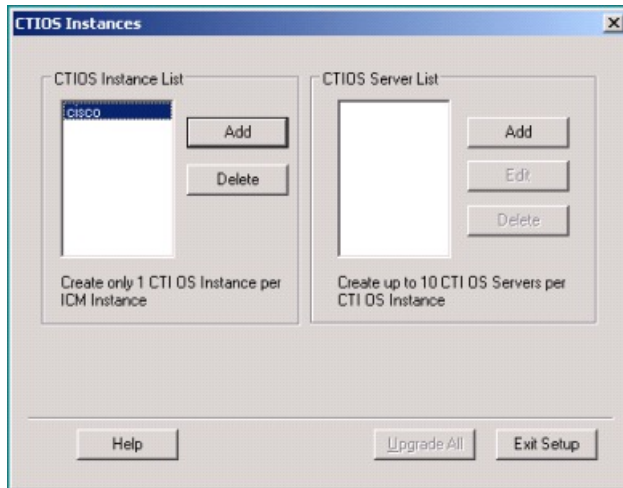 CTIOS Instances
CTIOS Instance List
cisco
Add
Delete
Create only 1 CTI OS Instance per
ICM Instance
CTIOS Server List
Add
Edit
Delete
Create up to 10 CTI OS Servers per
CTI OS Instance
Help
Upgrade All
Exit Setup